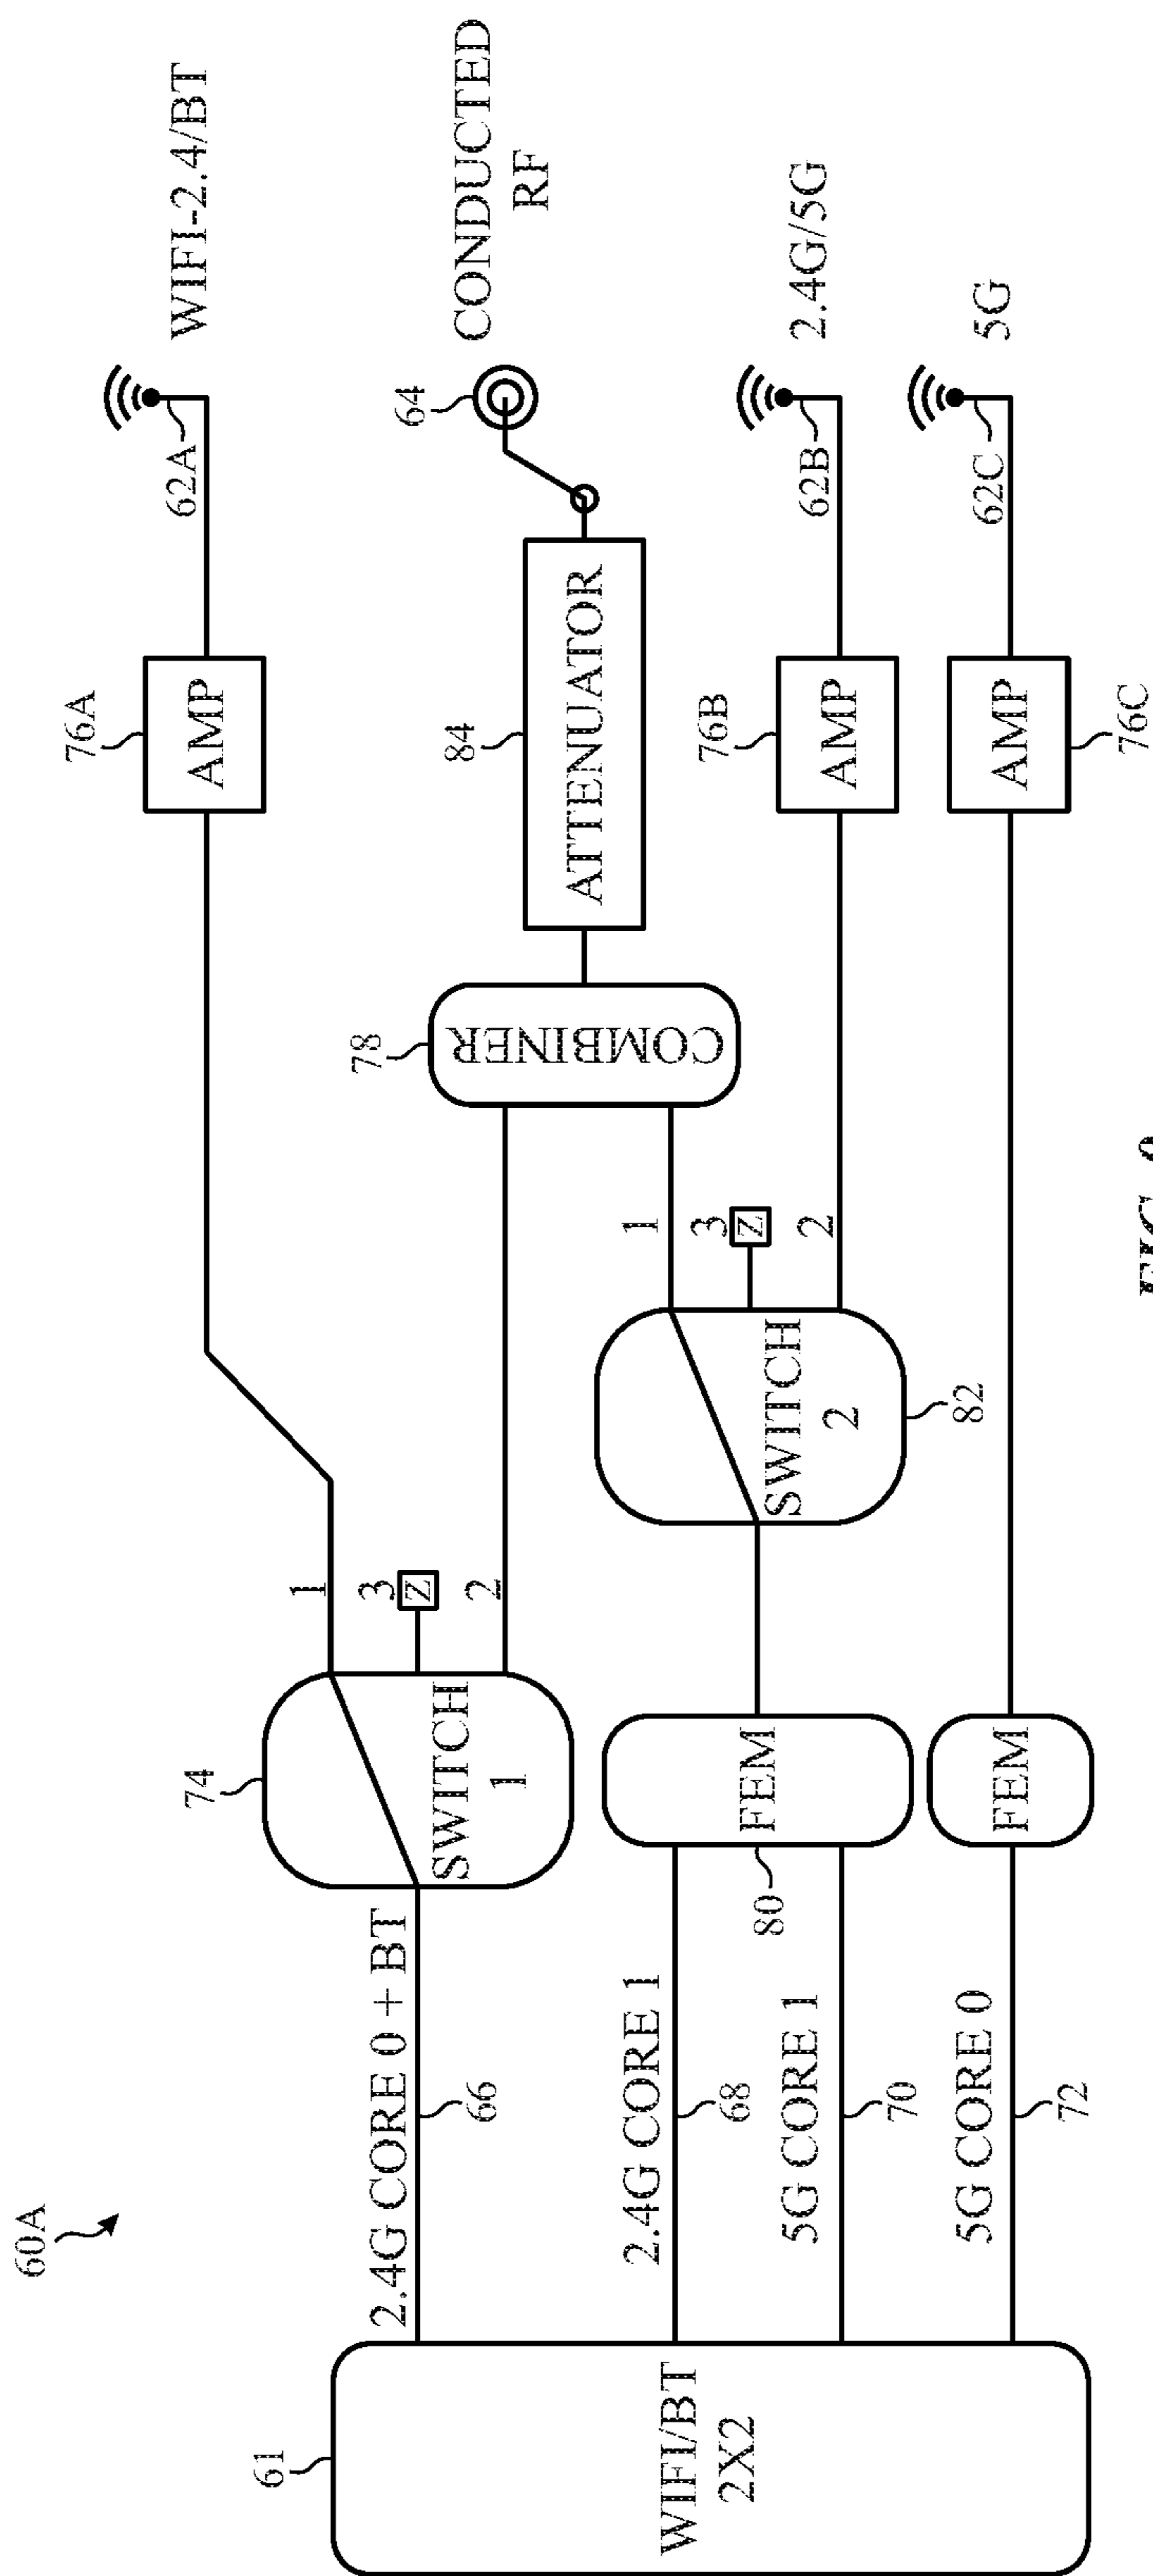 60A
61
WIFI/BT
2X2
2.4G CORE 0 + BT
66
2.4G CORE 1
68
5G CORE 1
70
5G CORE 0
72
74
SWITCH
1
1
3
Z
2
FEM
80
FEM
SWITCH
2
82
1
3
Z
2
78
COMBINER
84
ATTENUATOR
76A
AMP
76B
AMP
76C
AMP
62A
WIFI-2.4/BT
64
CONDUCTED
RF
62B
2.4G/5G
62C
5G